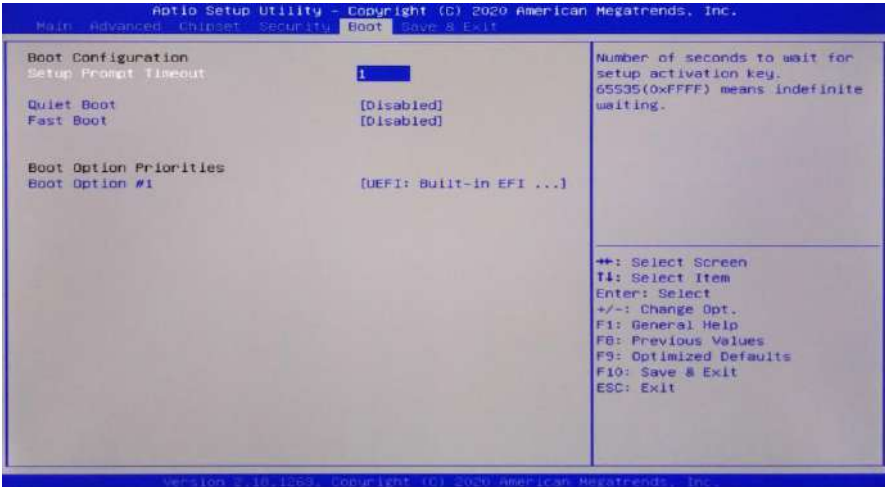 Aptio Setup Utility - Copyright (C) 2020 American Megatrends, Inc.
Main Advanced Chipset Security Boot Save & Exit
Boot Configuration
Setup Prompt Timeout 1
Quiet Boot [Disabled]
Fast Boot [Disabled]
Boot Option Priorities
Boot Option #1 [UEFI: Built-in EFI ...]
Number of seconds to wait for
setup activation key.
65535(0xFFFF) means indefinite
waiting.
→←: Select Screen
↑↓: Select Item
Enter: Select
+/-: Change Opt.
F1: General Help
F8: Previous Values
F9: Optimized Defaults
F10: Save & Exit
ESC: Exit
Version 2.18.1263. Copyright (C) 2020 American Megatrends, Inc.